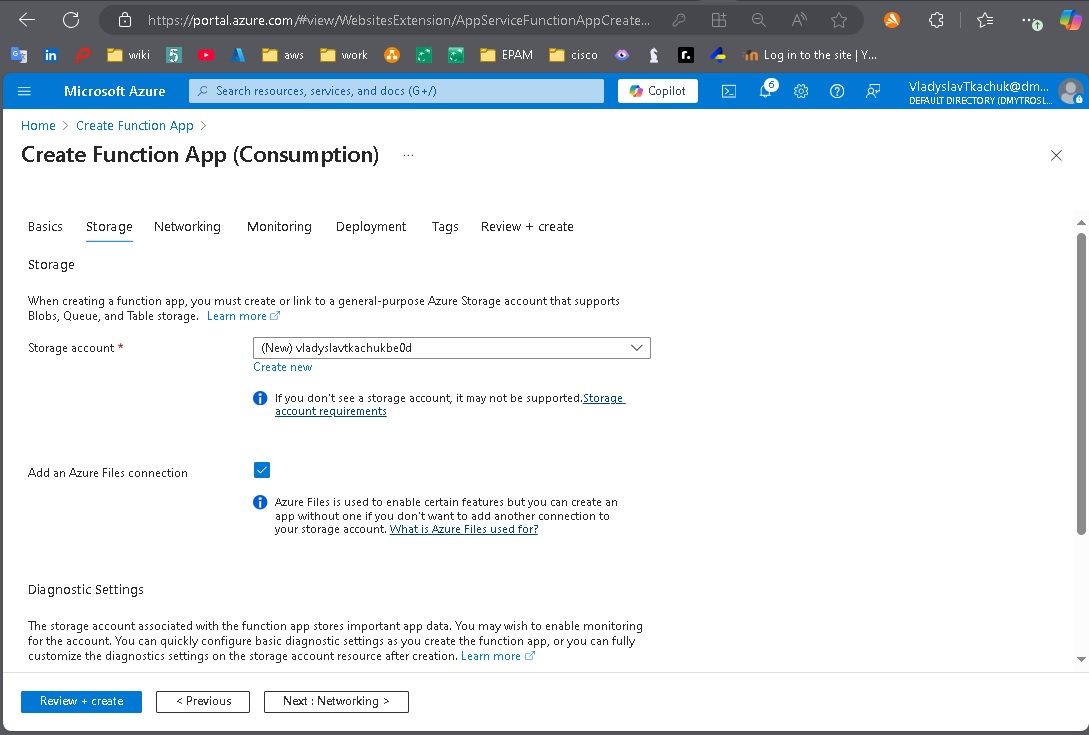 https://portal.azure.com/#view/WebsitesExtension/AppServiceFunctionAppCreate...
wiki
aws
work
EPAM
cisco
Log in to the site | Y...
Microsoft Azure
Search resources, services, and docs (G+/)
Copilot
6
VladyslavTkachuk@dm...
DEFAULT DIRECTORY (DMYTROSL...
Home > Create Function App >
Create Function App (Consumption) ...
Basics Storage Networking Monitoring Deployment Tags Review + create
Storage
When creating a function app, you must create or link to a general-purpose Azure Storage account that supports
Blobs, Queue, and Table storage. Learn more
Storage account *
(New) vladyslavtkachukbe0d
Create new
If you don't see a storage account, it may not be supported.Storage
account requirements
Add an Azure Files connection
Azure Files is used to enable certain features but you can create an
app without one if you don't want to add another connection to
your storage account. What is Azure Files used for?
Diagnostic Settings
The storage account associated with the function app stores important app data. You may wish to enable monitoring
for the account. You can quickly configure basic diagnostic settings as you create the function app, or you can fully
customize the diagnostics settings on the storage account resource after creation. Learn more
Review + create
< Previous
Next : Networking >